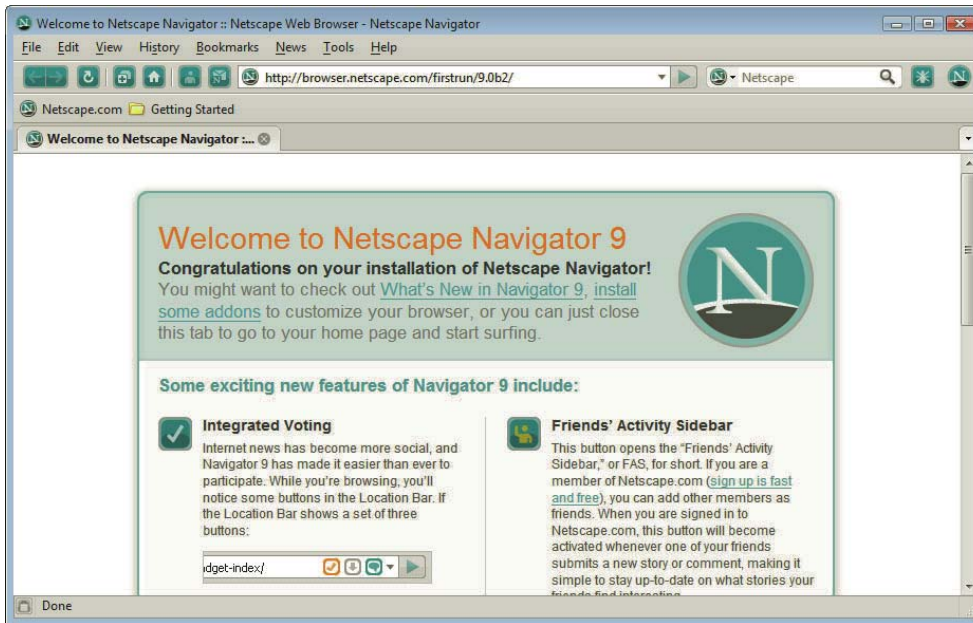 Welcome to Netscape Navigator :: Netscape Web Browser - Netscape Navigator
File Edit View History Bookmarks News Tools Help
http://browser.netscape.com/firstrun/9.0b2/
Netscape
Netscape.com Getting Started
Welcome to Netscape Navigator :...
Welcome to Netscape Navigator 9
Congratulations on your installation of Netscape Navigator!
You might want to check out What's New in Navigator 9, install
some addons to customize your browser, or you can just close
this tab to go to your home page and start surfing.
N
Some exciting new features of Navigator 9 include:
Integrated Voting
Internet news has become more social, and
Navigator 9 has made it easier than ever to
participate. While you're browsing, you'll
notice some buttons in the Location Bar. If
the Location Bar shows a set of three
buttons:
dget-index/
Friends' Activity Sidebar
This button opens the “Friends' Activity
Sidebar,” or FAS, for short. If you are a
member of Netscape.com (sign up is fast
and free), you can add other members as
friends. When you are signed in to
Netscape.com, this button will become
activated whenever one of your friends
submits a new story or comment, making it
simple to stay up-to-date on what stories your
friends find interesting.
Done